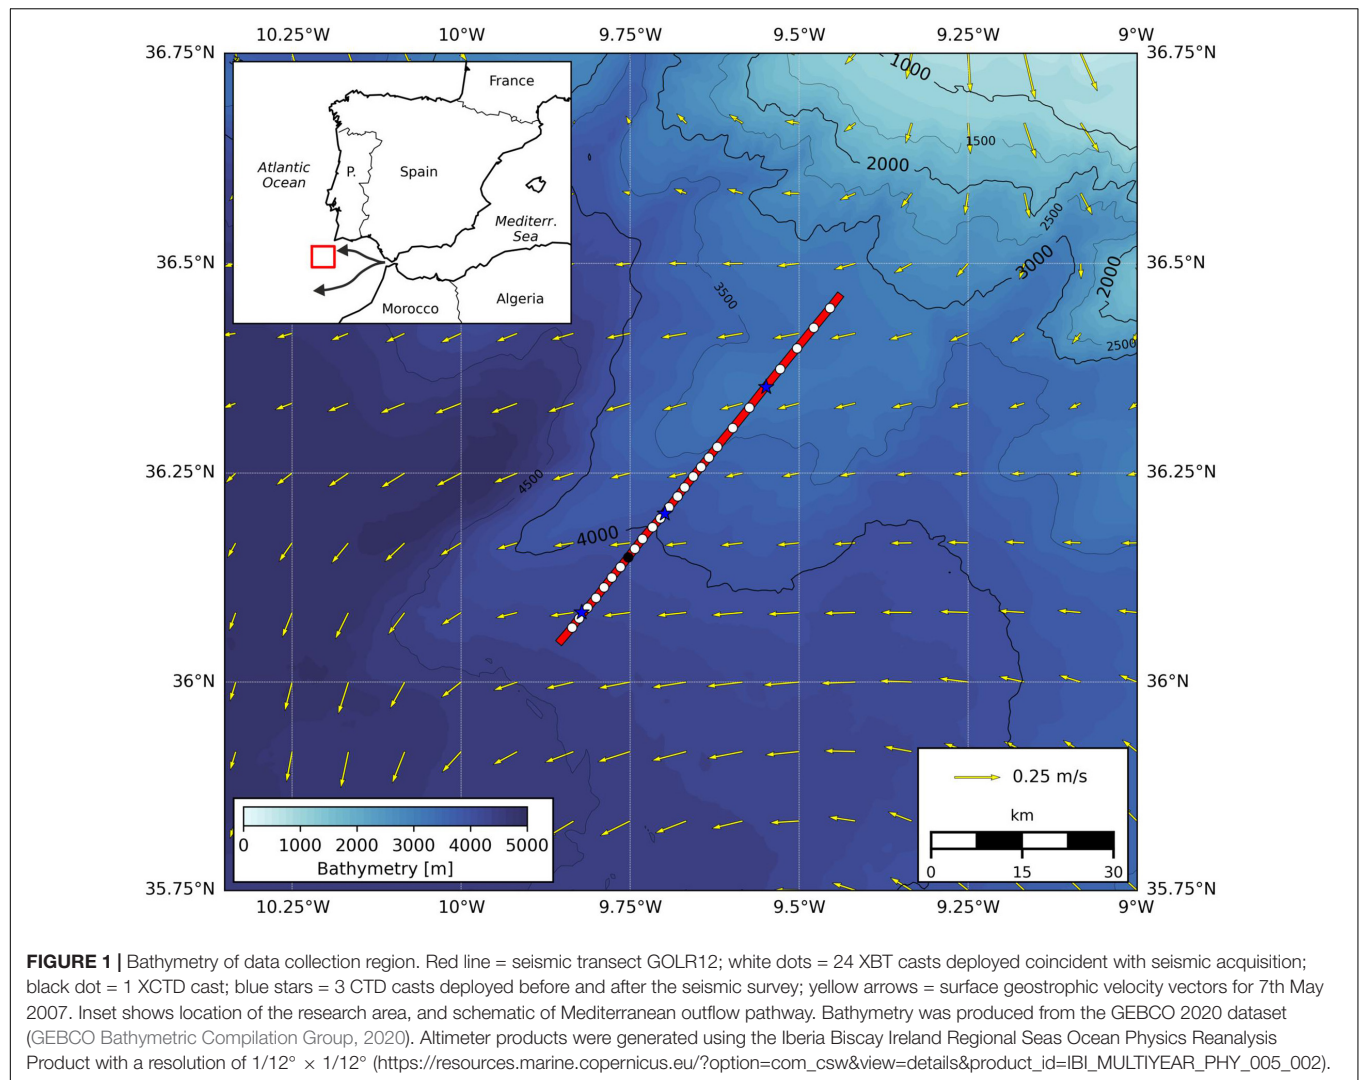 10.25°W 10°W 9.75°W 9.5°W 9.25°W 9°W
36.75°N 36.75°N
France
Atlantic
Ocean
P.
Spain
Mediterr.
Sea
Morocco
Algeria
1000
1500
2000
2500
3000
2000
2500
3500
36.5°N 36.5°N
36.25°N 36.25°N
4500
4000
36°N 36°N
0.25 m/s
km
0 15 30
0 1000 2000 3000 4000 5000
Bathymetry [m]
35.75°N 35.75°N
10.25°W 10°W 9.75°W 9.5°W 9.25°W 9°W
FIGURE 1 | Bathymetry of data collection region. Red line = seismic transect GOLR12; white dots = 24 XBT casts deployed coincident with seismic acquisition;
black dot = 1 XCTD cast; blue stars = 3 CTD casts deployed before and after the seismic survey; yellow arrows = surface geostrophic velocity vectors for 7th May
2007. Inset shows location of the research area, and schematic of Mediterranean outflow pathway. Bathymetry was produced from the GEBCO 2020 dataset
(GEBCO Bathymetric Compilation Group, 2020). Altimeter products were generated using the Iberia Biscay Ireland Regional Seas Ocean Physics Reanalysis
Product with a resolution of 1/12° × 1/12° (https://resources.marine.copernicus.eu/?option=com_csw&view=details&product_id=IBI_MULTIYEAR_PHY_005_002).